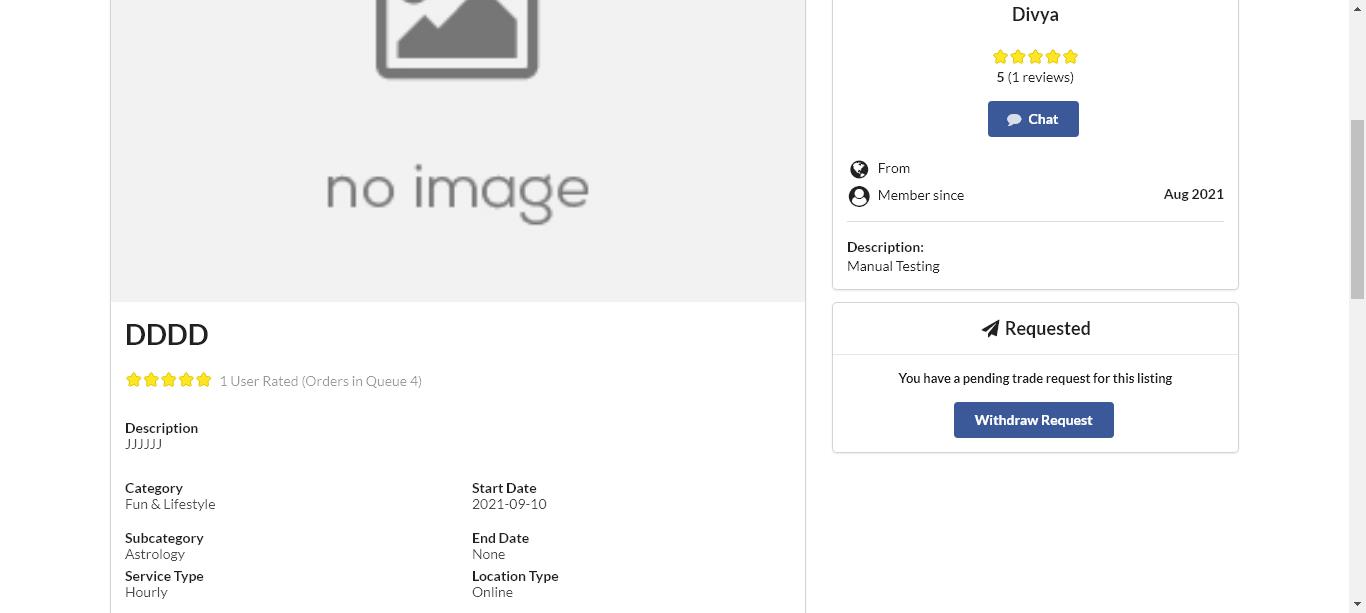 no image
DDDD
1 User Rated (Orders in Queue 4)
Description
JJJJJJ
Category
Fun & Lifestyle
Start Date
2021-09-10
Subcategory
Astrology
End Date
None
Service Type
Hourly
Location Type
Online
Divya
5 (1 reviews)
Chat
From
Member since Aug 2021
Description:
Manual Testing
Requested
You have a pending trade request for this listing
Withdraw Request